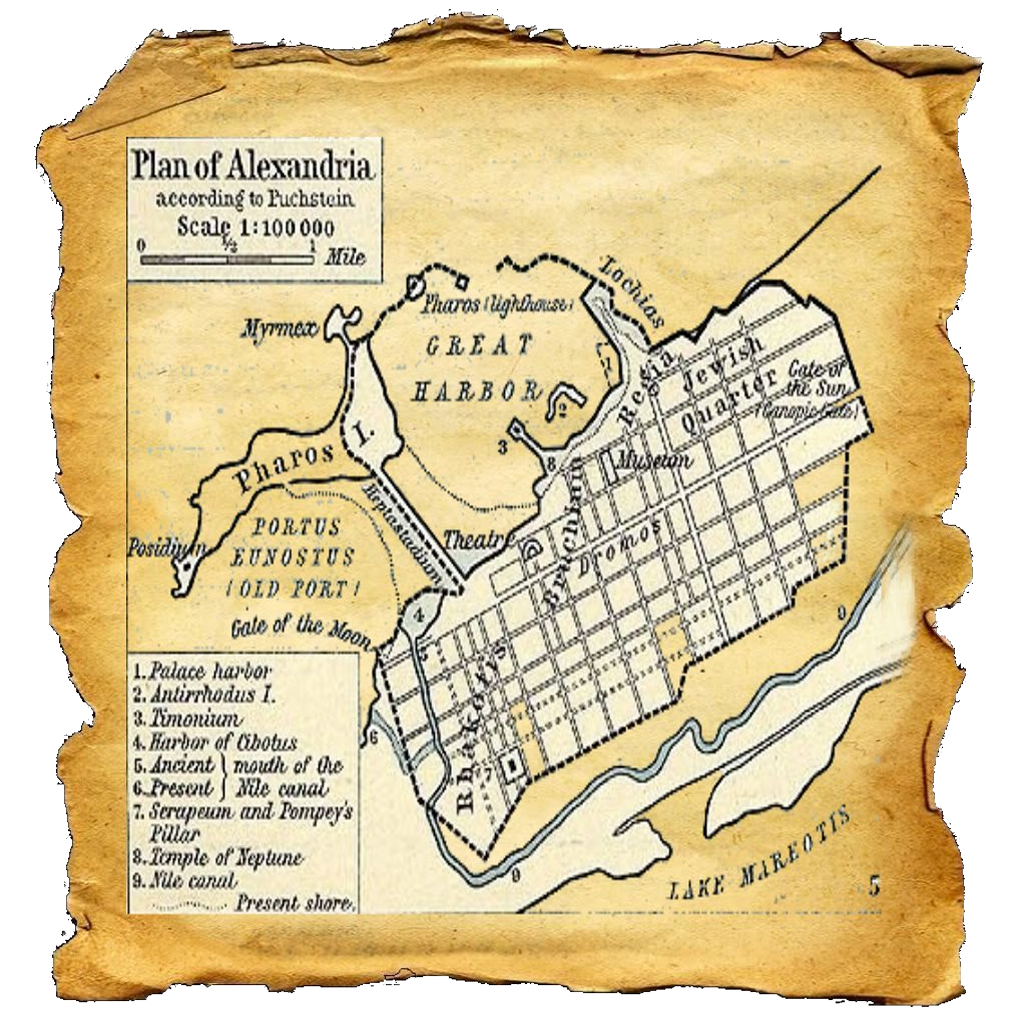 Plan of Alexandria
according to Puchstein
Scale 1:100 000
0 ½ 1 Mile
Lochias
Pharos (lighthouse)
Myrmex
GREAT
HARBOR
1
2
3
8
Regia
Jewish
Quarter
Gate of
the Sun
(Canopic Gate)
Museum
Pharos I.
Heptastadium
PORTUS
EUNOSTUS
(OLD PORT)
Posidium
Theatre
Bruchium
Dromos
4
5
Gate of the Moon
Rhakotis
6
7
9
9
LAKE MAREOTIS
5
1. Palace harbor
2. Antirrhodus I.
3. Timonium
4. Harbor of Cibotus
5. Ancient } mouth of the
6. Present } Nile canal
7. Serapeum and Pompey's
Pillar
8. Temple of Neptune
9. Nile canal
Present shore.